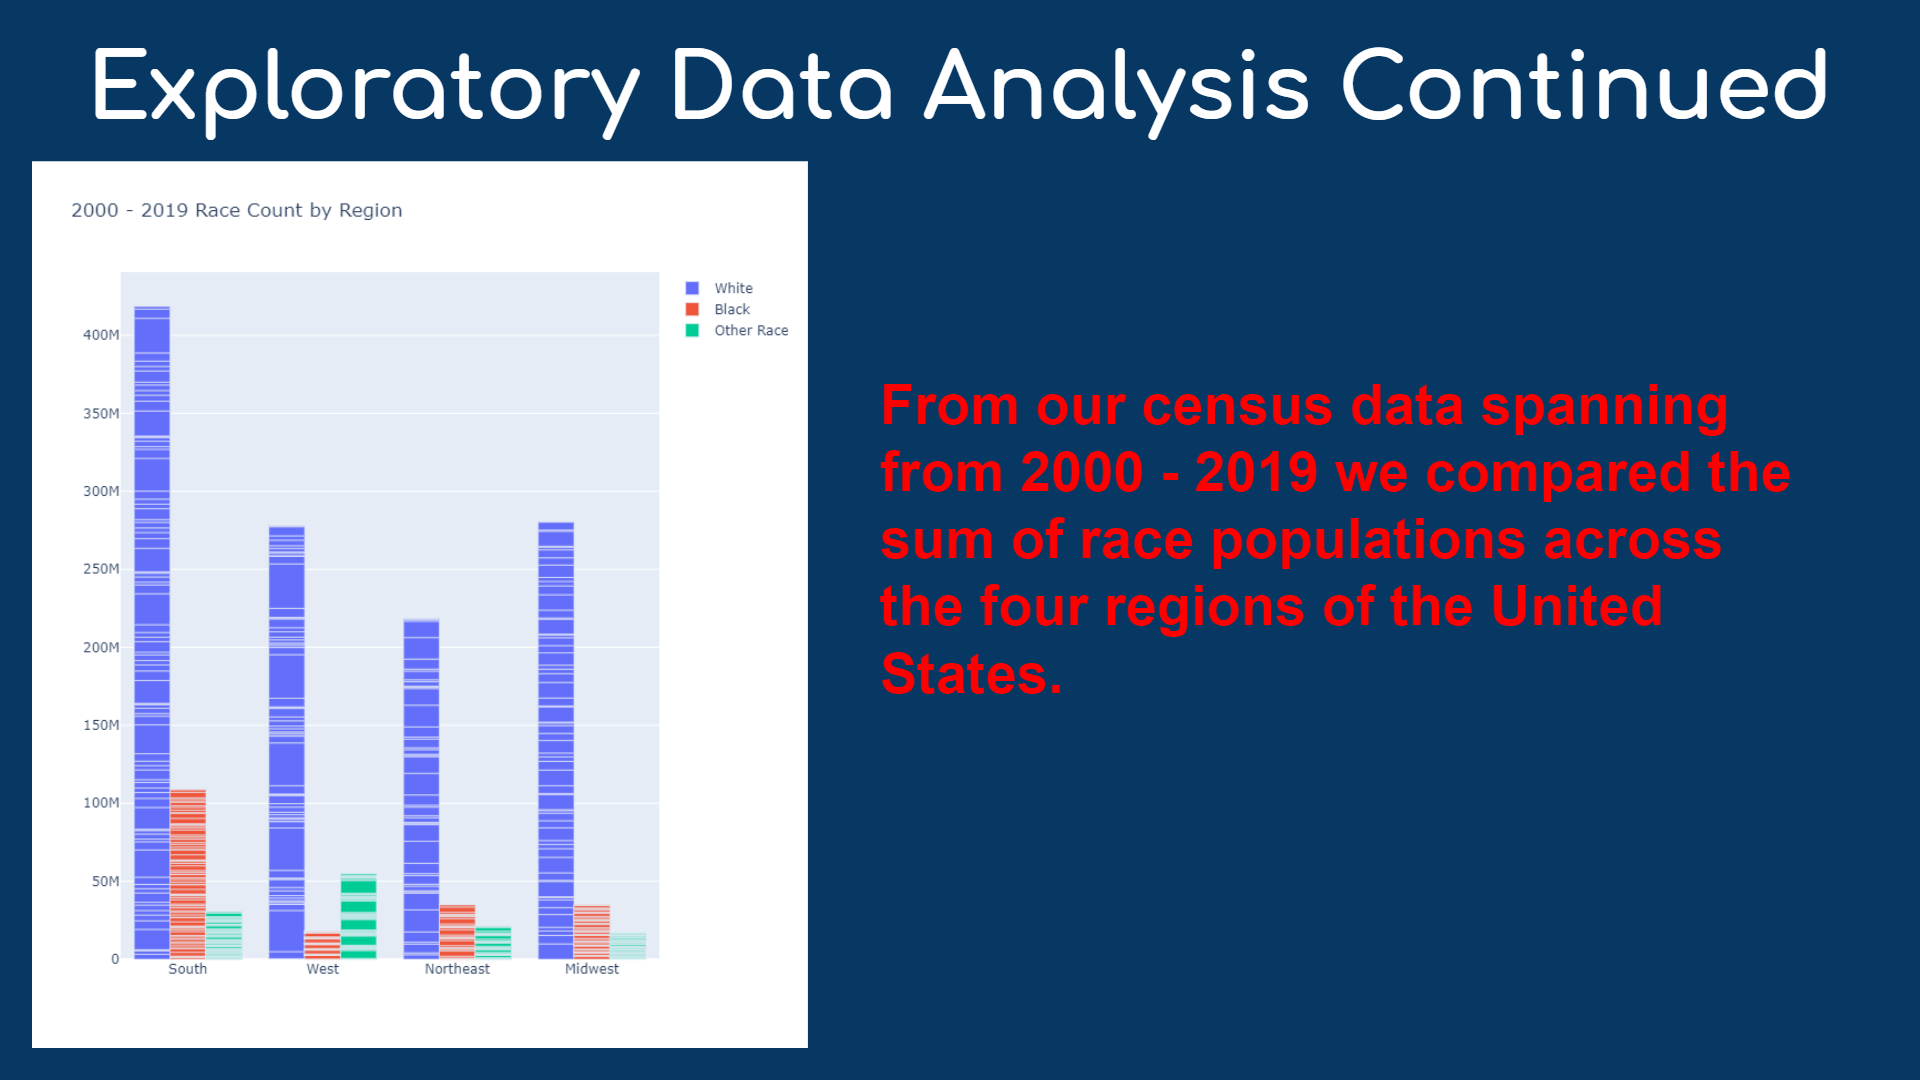 Exploratory Data Analysis Continued
2000 - 2019 Race Count by Region
White
Black
Other Race
400M
350M
300M
250M
200M
150M
100M
50M
0
South West Northeast Midwest
From our census data spanning
from 2000 - 2019 we compared the
sum of race populations across
the four regions of the United
States.